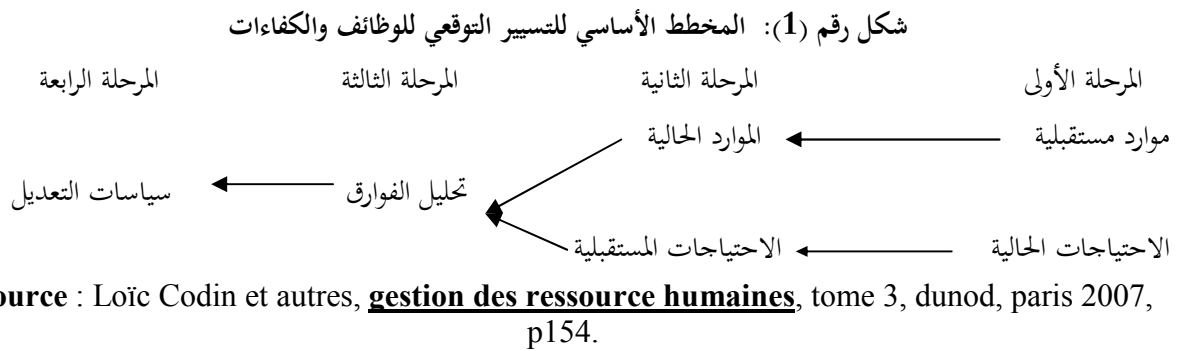 شكل رقم (1): المخطط الأساسي للتسيير التوقعي للوظائف والكفاءات
المرحلة الأولى المرحلة الثانية المرحلة الثالثة المرحلة الرابعة
موارد مستقبلية الموارد الحالية
تحليل الفوارق سياسات التعديل
الاحتياجات الحالية الاحتياجات المستقبلية
ource : Loïc Codin et autres, gestion des ressource humaines, tome 3, dunod, paris 2007,
p154.